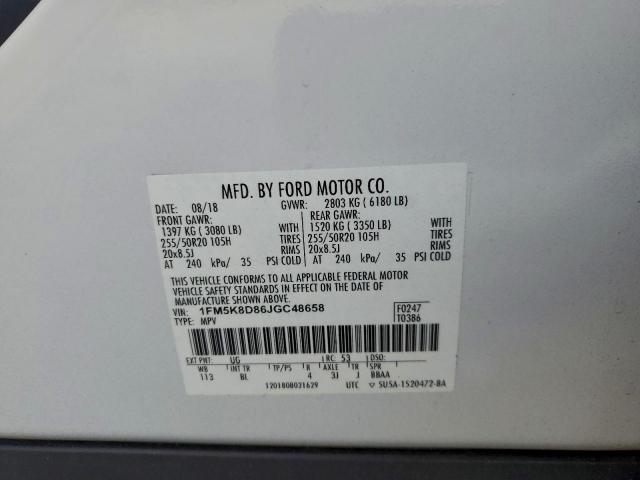 MFD. BY FORD MOTOR CO.
DATE: 08/18 GVWR: 2803 KG ( 6180 LB)
FRONT GAWR: REAR GAWR:
1397 KG ( 3080 LB) WITH 1520 KG ( 3350 LB) WITH
255/50R20 105H TIRES 255/50R20 105H TIRES
20x8.5J RIMS 20x8.5J RIMS
AT 240 kPa/ 35 PSI COLD AT 240 kPa/ 35 PSI COLD
THIS VEHICLE CONFORMS TO ALL APPLICABLE FEDERAL MOTOR
VEHICLE SAFETY STANDARDS IN EFFECT ON THE DATE OF
MANUFACTURE SHOWN ABOVE.
VIN: 1FM5K8D86JGC48658 F0247
TYPE: MPV T0386
EXT PNT: UG RC: 53 DSO:
WB INT TR TP/PS R AXLE TR SPR
113 BL 4 3J J BBAA
1201808021629 UTC SU5A-1520472-BA